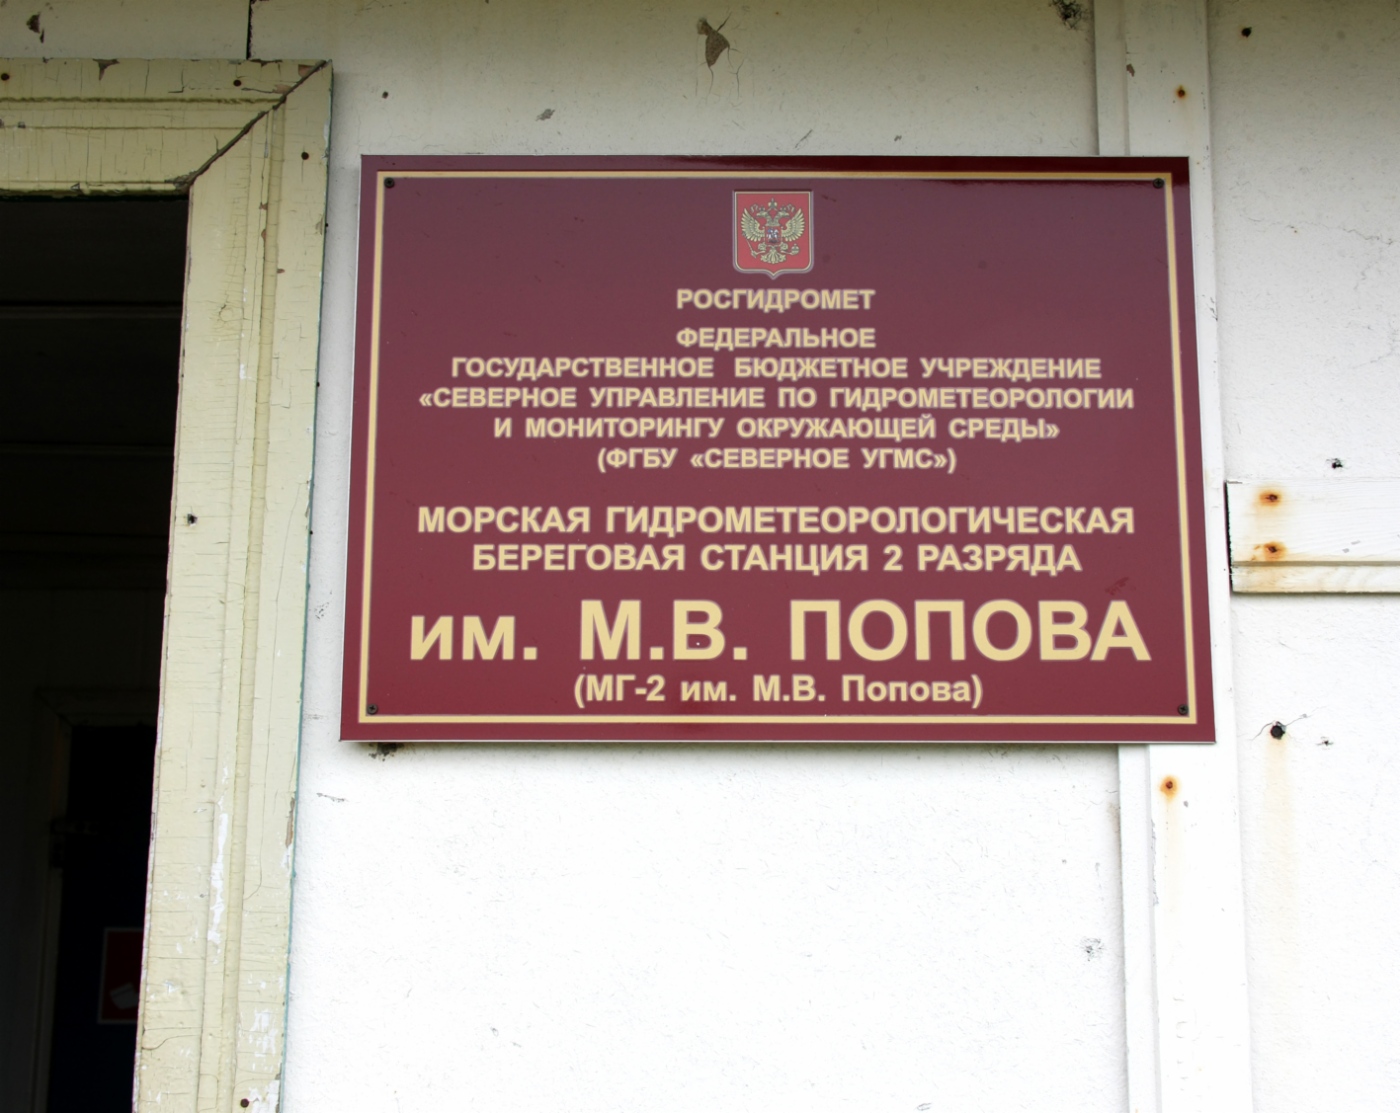 РОСГИДРОМЕТ
ФЕДЕРАЛЬНОЕ
ГОСУДАРСТВЕННОЕ БЮДЖЕТНОЕ УЧРЕЖДЕНИЕ
«СЕВЕРНОЕ УПРАВЛЕНИЕ ПО ГИДРОМЕТЕОРОЛОГИИ
И МОНИТОРИНГУ ОКРУЖАЮЩЕЙ СРЕДЫ»
(ФГБУ «СЕВЕРНОЕ УГМС»)
МОРСКАЯ ГИДРОМЕТЕОРОЛОГИЧЕСКАЯ
БЕРЕГОВАЯ СТАНЦИЯ 2 РАЗРЯДА
им. М.В. ПОПОВА
(МГ-2 им. М.В. Попова)